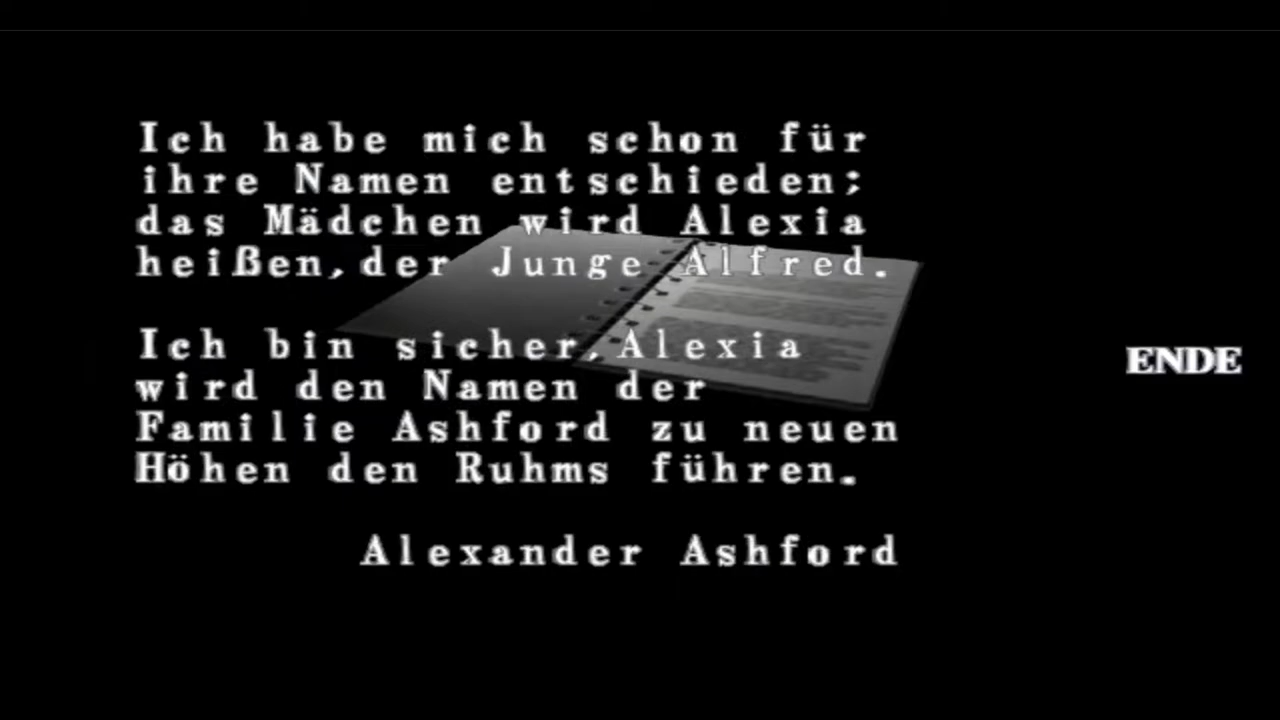 Ich habe mich schon für
ihre Namen entschieden;
das Mädchen wird Alexia
heißen,der Junge Alfred.
Ich bin sicher,Alexia
wird den Namen der
Familie Ashford zu neuen
Höhen den Ruhms führen.
Alexander Ashford
ENDE